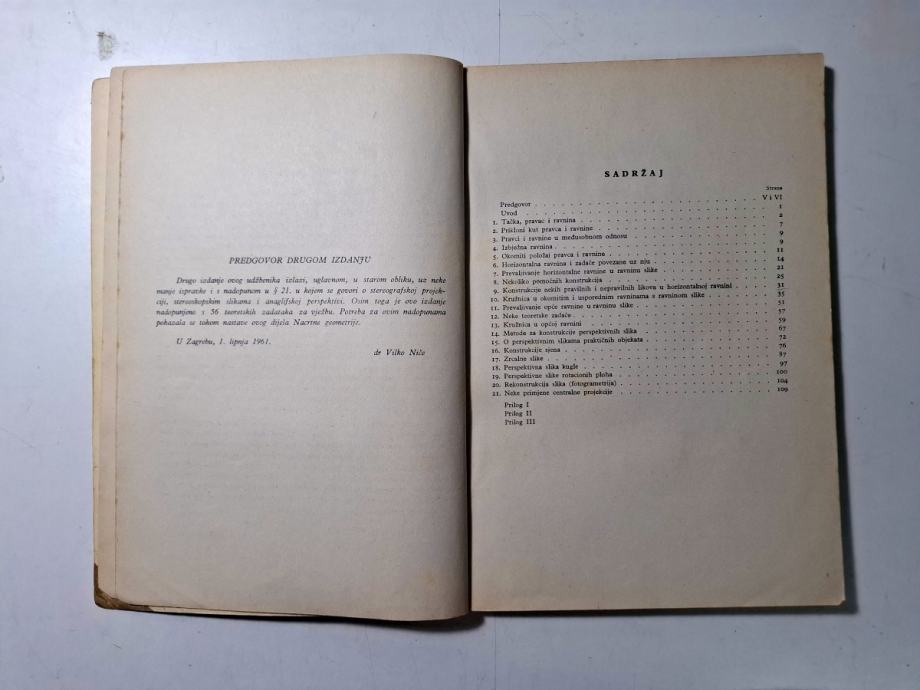 PREDGOVOR DRUGOM IZDANJU
Drugo izdanje ovog udžbenika izlazi, uglavnom, u starom obliku, uz neke
manje ispravke i s nadopunom u § 21. u kojem se govori o stereografskoj projek-
ciji, stereoskopskim slikama i anaglifskoj perspektivi. Osim toga je ovo izdanje
nadopunjeno s 56 teoretskih zadataka za vježbu. Potreba za ovim nadopunama
pokazala se tokom nastave ovog dijela Nacrtne geometrije.
U Zagrebu, 1. lipnja 1961.
dr Vilko Niče
SADRŽAJ
Strana
Predgovor . . . V i VI
Uvod . . . 1
1. Tačka, pravac i ravnina . . . 2
2. Prikloni kut pravca i ravnine . . . 7
3. Pravci i ravnine u međusobnom odnosu . . . 9
4. Izbježna ravnina . . . 9
5. Okomiti položaj pravca i ravnine . . . 11
6. Horizontalna ravnina i zadaće povezane uz nju . . . 14
7. Prevaljivanje horizontalne ravnine u ravninu slike . . . 21
8. Nekoliko pomoćnih konstrukcija . . . 25
9. Konstrukcije nekih pravilnih i nepravilnih likova u horizontalnoj ravnini . . . 31
10. Kružnica u okomitim i usporednim ravninama s ravninom slike . . . 35
11. Prevaljivanje opće ravnine u ravninu slike . . . 51
12. Neke teoretske zadaće . . . 57
13. Kružnica u općoj ravnini . . . 59
14. Metode za konstrukcije perspektivnih slika . . . 67
15. O perspektivnim slikama praktičnih objekata . . . 72
16. Konstrukcije sjena . . . 76
17. Zrcalne slike . . . 87
18. Perspektivna slika kugle . . . 97
19. Perspektivne slike rotacionih ploha . . . 100
20. Rekonstrukcija slika (fotogrametrija) . . . 104
21. Neke primjene centralne projekcije . . . 109
Prilog I
Prilog II
Prilog III